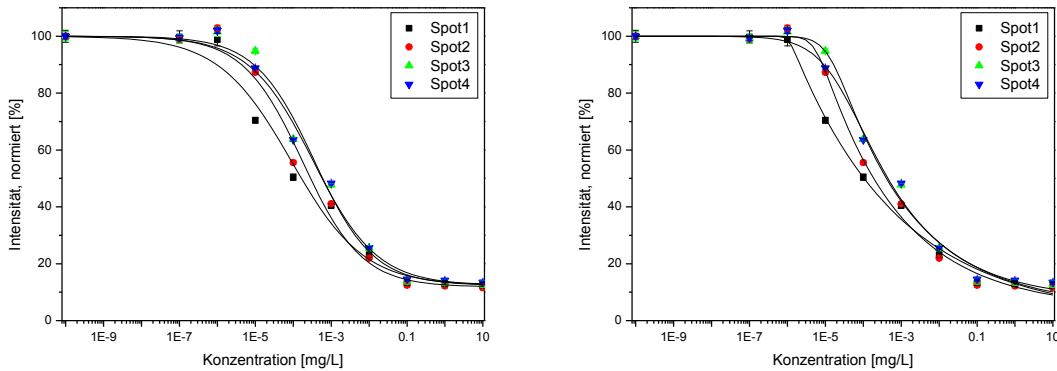 Spot1
Spot2
Spot3
Spot4
100
80
60
40
20
0
Intensität, normiert [%]
1E-9 1E-7 1E-5 1E-3 0.1 10
Konzentration [mg/L]
Spot1
Spot2
Spot3
Spot4
100
80
60
40
20
0
Intensität, normiert [%]
1E-9 1E-7 1E-5 1E-3 0.1 10
Konzentration [mg/L]